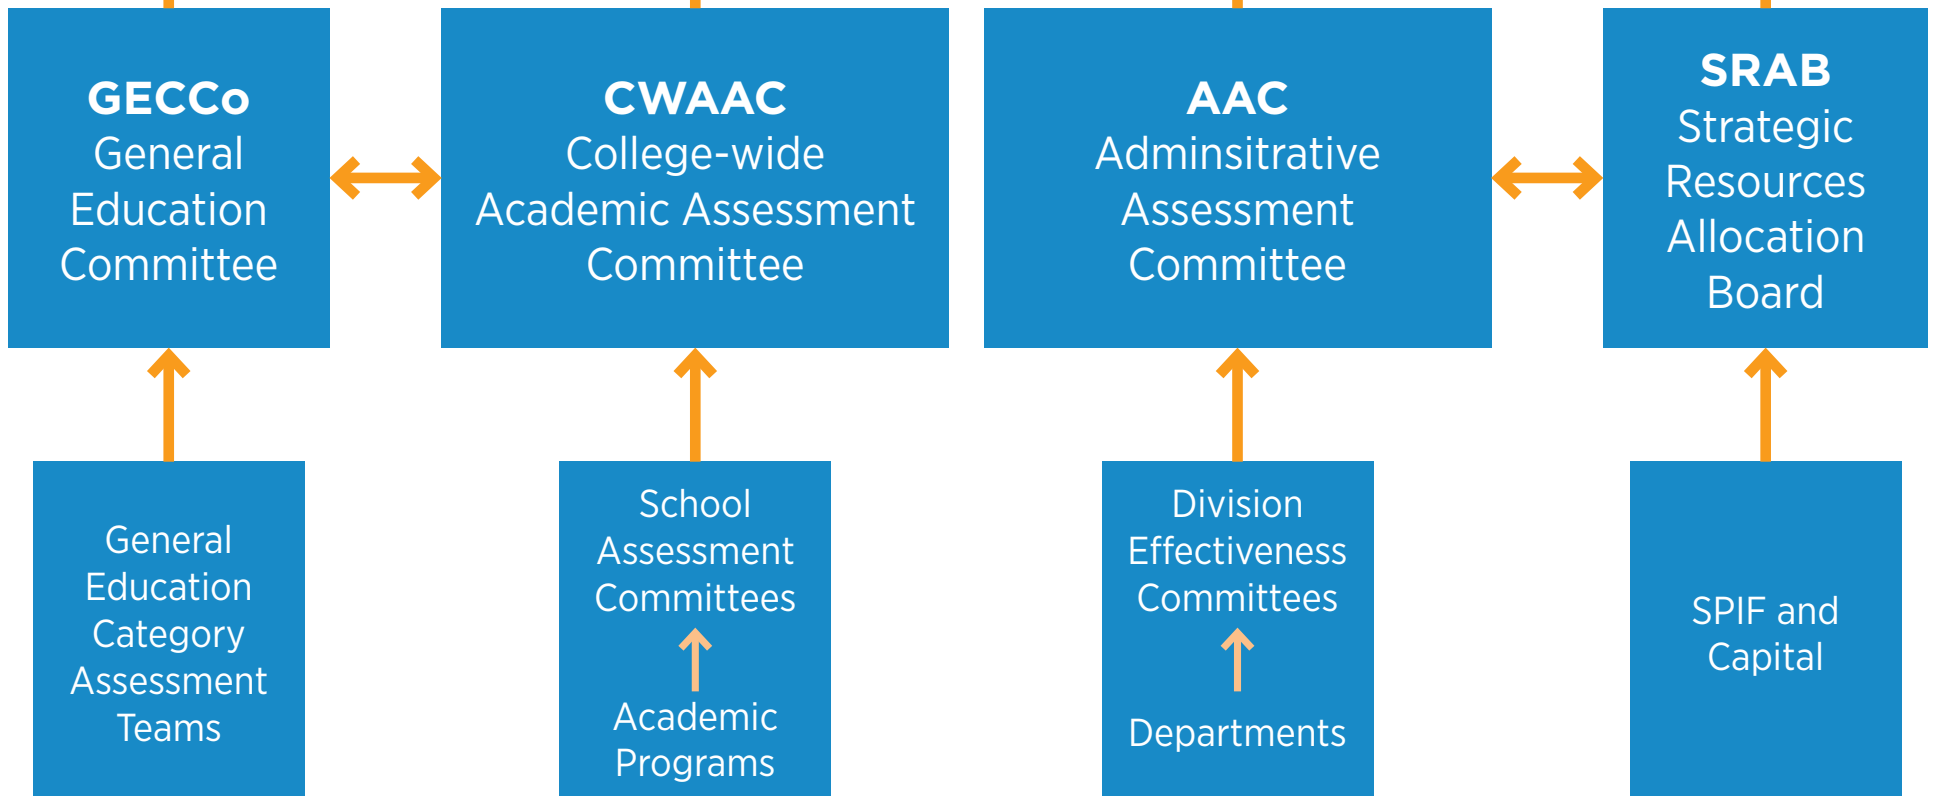 GECCo
General
Education
Committee
CWAAC
College-wide
Academic Assessment
Committee
AAC
Adminsitrative
Assessment
Committee
SRAB
Strategic
Resources
Allocation
Board
General
Education
Category
Assessment
Teams
School
Assessment
Committees
Academic
Programs
Division
Effectiveness
Committees
Departments
SPIF and
Capital